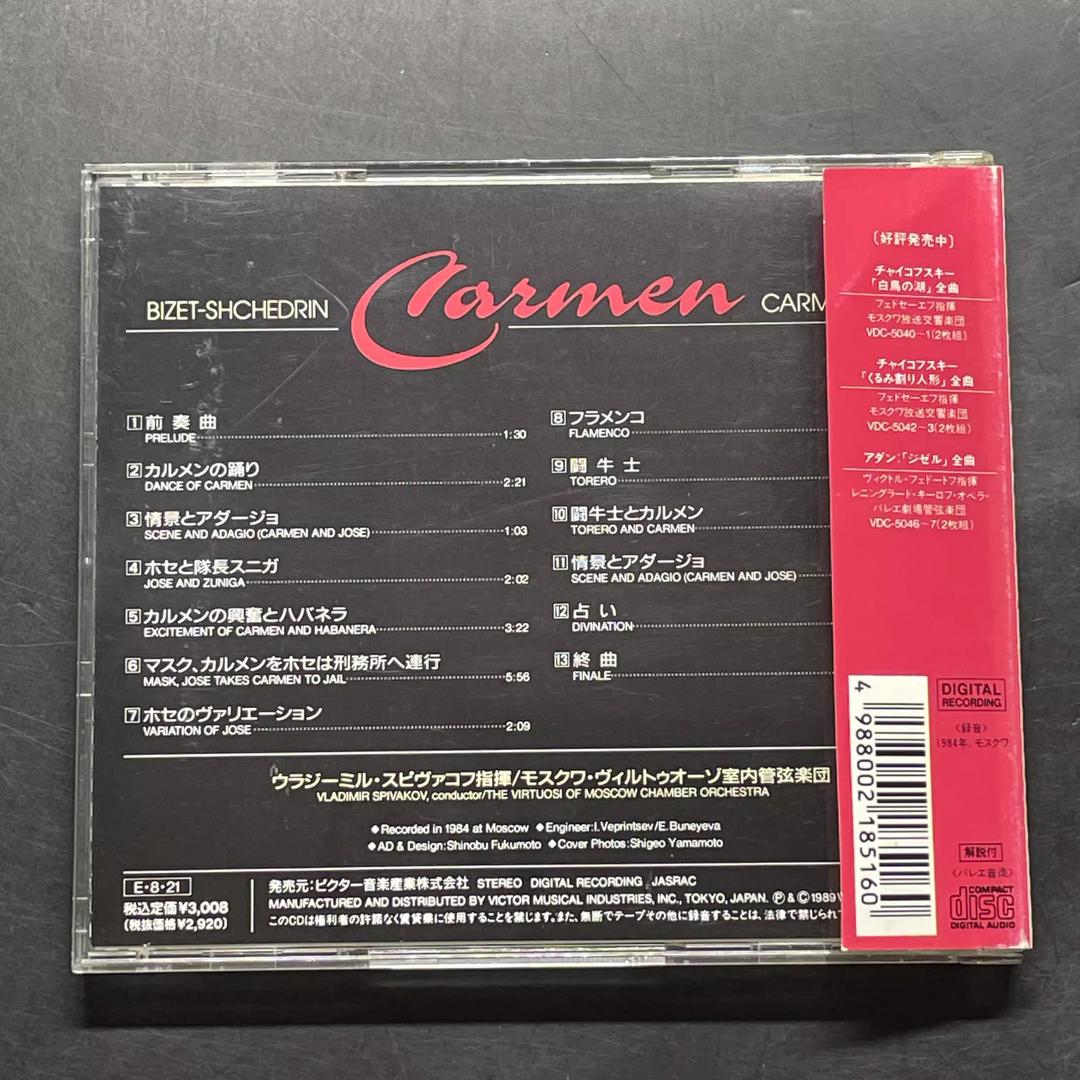 BIZET-SHCHEDRIN
Carmen
CARM
1 前奏曲
PRELUDE 1:30
2 カルメンの踊り
DANCE OF CARMEN 2:21
3 情景とアダージョ
SCENE AND ADAGIO (CARMEN AND JOSE) 1:03
4 ホセと隊長スニガ
JOSE AND ZUNIGA 2:02
5 カルメンの興奮とハバネラ
EXCITEMENT OF CARMEN AND HABANERA 3:22
6 マスク、カルメンをホセは刑務所へ連行
MASK, JOSE TAKES CARMEN TO JAIL 5:56
7 ホセのヴァリエーション
VARIATION OF JOSE 2:09
8 フラメンコ
FLAMENCO
9 闘牛士
TORERO
10 闘牛士とカルメン
TORERO AND CARMEN
11 情景とアダージョ
SCENE AND ADAGIO (CARMEN AND JOSE)
12 占い
DIVINATION
13 終曲
FINALE
ウラジーミル・スピヴァコフ指揮/モスクワ・ヴィルトゥオーゾ室内管弦楽団
VLADIMIR SPIVAKOV, conductor/THE VIRTUOSI OF MOSCOW CHAMBER ORCHESTRA
◆Recorded in 1984 at Moscow ◆Engineer:I.Veprintsev/E.Buneyeva
◆AD & Design:Shinobu Fukumoto ◆Cover Photos:Shigeo Yamamoto
E・8・21
税込定価¥3,008
(税抜価格¥2,920)
発売元:ビクター音楽産業株式会社 STEREO DIGITAL RECORDING JASRAC
MANUFACTURED AND DISTRIBUTED BY VICTOR MUSICAL INDUSTRIES, INC., TOKYO, JAPAN. Ⓟ&Ⓒ1989
このCDは権利者の許諾なく賃貸業に使用することを禁じます。また、無断でテープその他に録音することは、法律で禁じられて
〔好評発売中〕
チャイコフスキー
「白鳥の湖」全曲
フェドセーエフ指揮
モスクワ放送交響楽団
VDC-5040~1(2枚組)
チャイコフスキー
「くるみ割り人形」全曲
フェドセーエフ指揮
モスクワ放送交響楽団
VDC-5042~3(2枚組)
アダン:「ジゼル」全曲
ヴィクトル・フェドートフ指揮
レニングラード・キーロフ・オペラ・
バレエ劇場管弦楽団
VDC-5046~7(2枚組)
4 988002 185160
DIGITAL
RECORDING
〈録音〉
1984年、モスクワ
解説付
〈バレエ音楽〉
COMPACT
disc
DIGITAL AUDIO